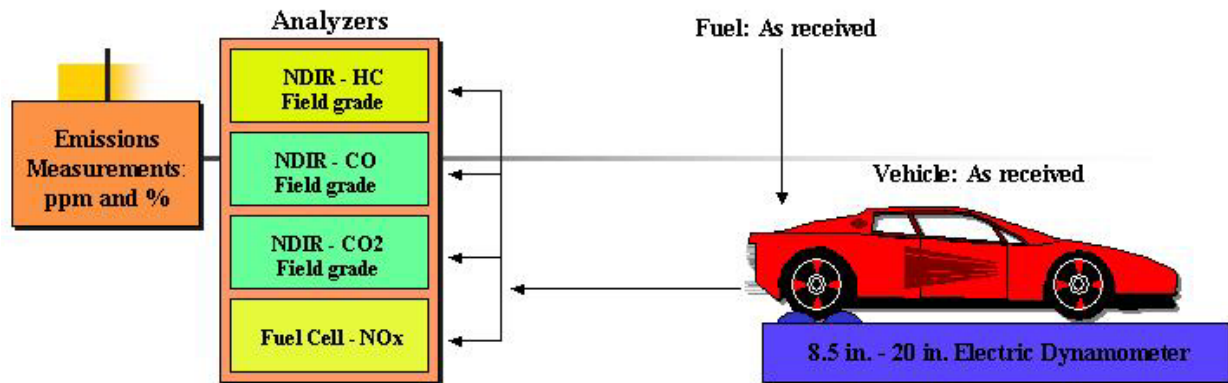 Analyzers
NDIR - HC
Field grade
NDIR - CO
Field grade
NDIR - CO2
Field grade
Fuel Cell - NOx
Emissions
Measurements:
ppm and %
Fuel: As received
Vehicle: As received
8.5 in. - 20 in. Electric Dynamometer